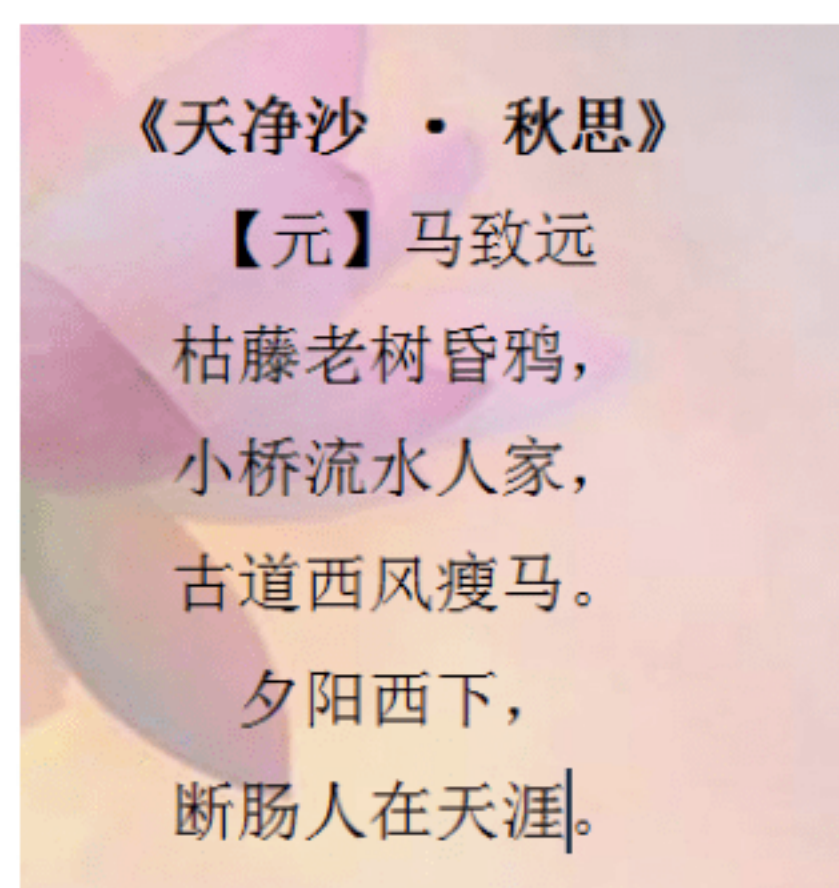 《天净沙 · 秋思》
【元】马致远
枯藤老树昏鸦，
小桥流水人家，
古道西风瘦马。
夕阳西下，
断肠人在天涯。